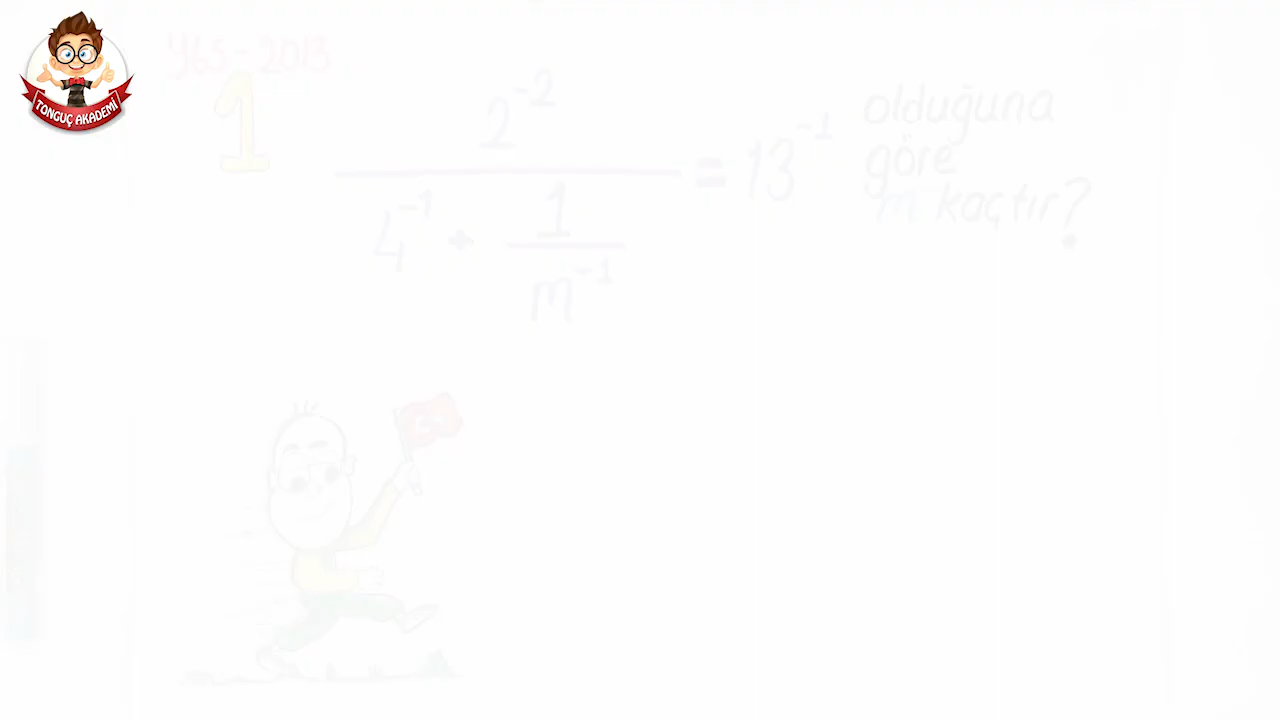 TONGUÇ AKADEMİ
YGS-2013
1
2^-2 / (4^-1 + 1 / m^-1) = 13^-1
olduğuna
göre
m kaçtır?